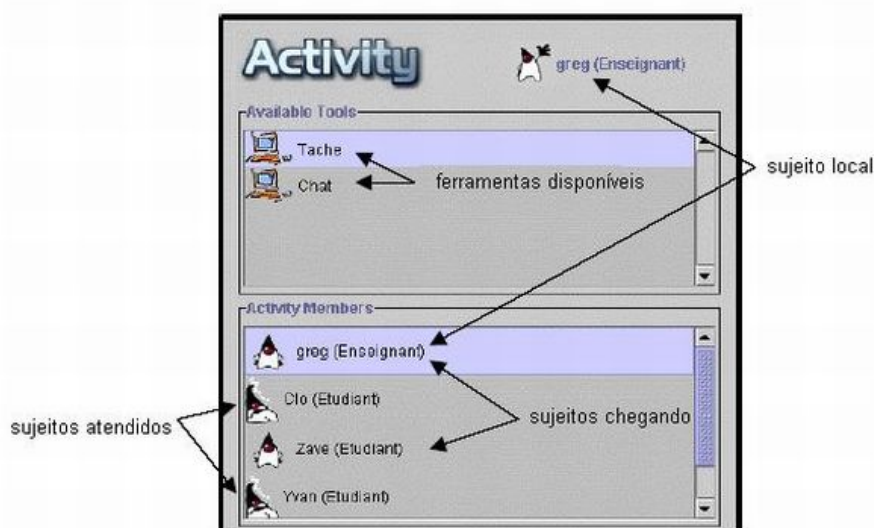 Activity
greg (Enseignant)
Available Tools
Tache
sujeito local
Chat
ferramentas disponíveis
Activity Members
greg (Enseignant)
Clo (Etudiant)
sujeitos chegando
sujeitos atendidos
Zave (Etudiant)
Yvan (Etudiant)